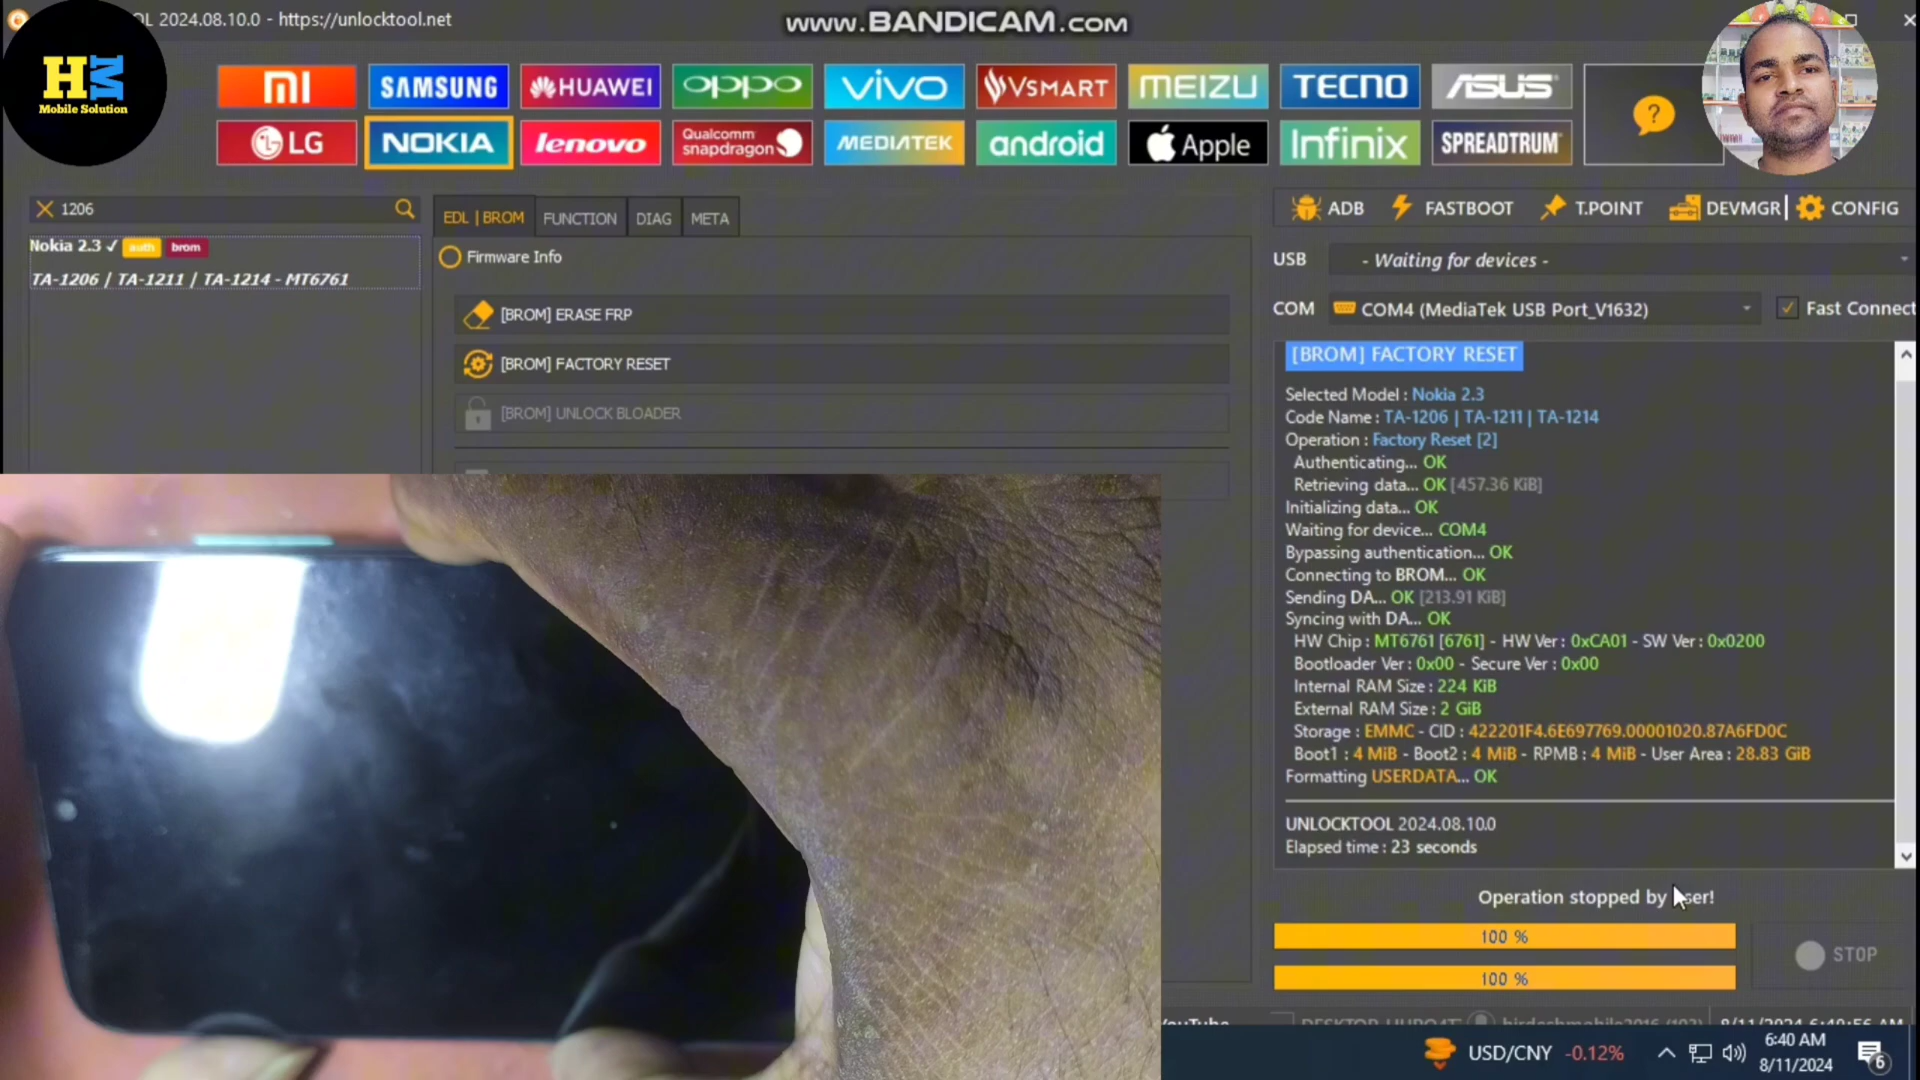 OL 2024.08.10.0 - https://unlocktool.net
www.BANDICAM.com
HM
Mobile Solution
MI
SAMSUNG
HUAWEI
oppo
vivo
VSMART
MEIZU
TECNO
ASUS
?
LG
NOKIA
lenovo
Qualcomm
snapdragon
MEDIATEK
android
Apple
Infinix
SPREADTRUM
1206
EDL | BROM
FUNCTION
DIAG
META
ADB
FASTBOOT
T.POINT
DEVMGR
CONFIG
Nokia 2.3 ✓ auth brom
TA-1206 / TA-1211 / TA-1214 - MT6761
Firmware Info
[BROM] ERASE FRP
[BROM] FACTORY RESET
[BROM] UNLOCK BLOADER
USB - Waiting for devices -
COM COM4 (MediaTek USB Port_V1632)
Fast Connect
[BROM] FACTORY RESET
Selected Model : Nokia 2.3
Code Name : TA-1206 | TA-1211 | TA-1214
Operation : Factory Reset [2]
Authenticating... OK
Retrieving data... OK [457.36 KiB]
Initializing data... OK
Waiting for device... COM4
Bypassing authentication... OK
Connecting to BROM... OK
Sending DA... OK [213.91 KiB]
Syncing with DA... OK
HW Chip : MT6761 [6761] - HW Ver : 0xCA01 - SW Ver : 0x0200
Bootloader Ver : 0x00 - Secure Ver : 0x00
Internal RAM Size : 224 KiB
External RAM Size : 2 GiB
Storage : EMMC - CID : 422201F4.6E697769.00001020.87A6FD0C
Boot1 : 4 MiB - Boot2 : 4 MiB - RPMB : 4 MiB - User Area : 28.83 GiB
Formatting USERDATA... OK
UNLOCKTOOL 2024.08.10.0
Elapsed time : 23 seconds
Operation stopped by ser!
100 %
100 %
STOP
USD/CNY -0.12%
6:40 AM
8/11/2024
6